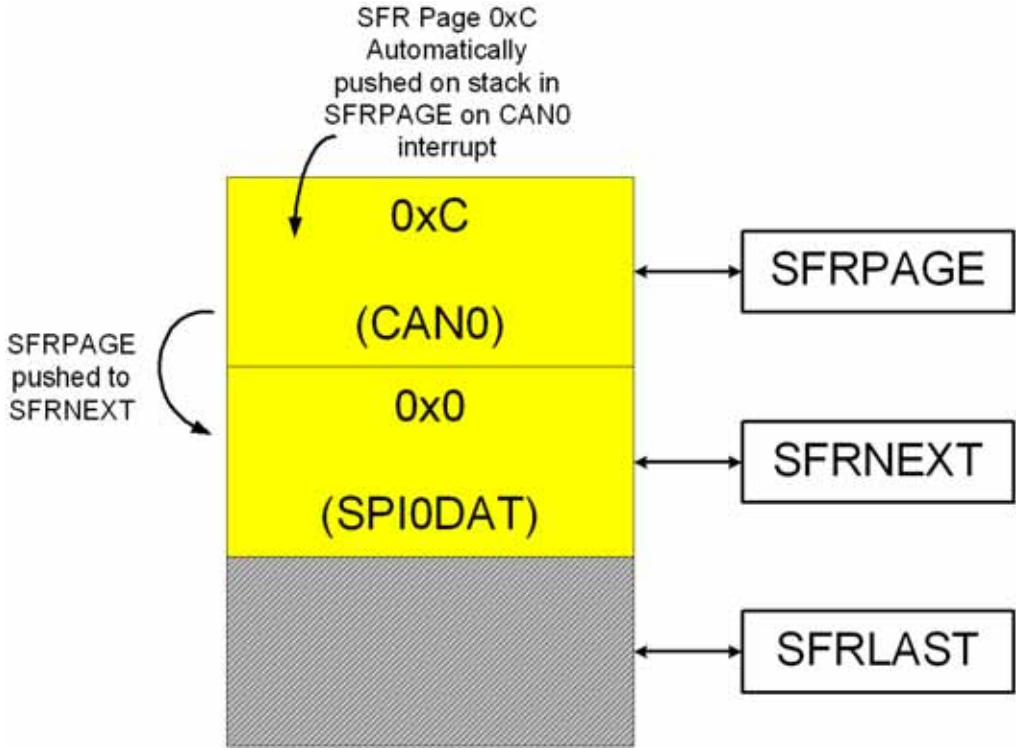 SFR Page 0xC
Automatically
pushed on stack in
SFRPAGE on CAN0
interrupt
0xC
(CAN0)
SFRPAGE
SFRPAGE
pushed to
SFRNEXT
0x0
(SPI0DAT)
SFRNEXT
SFRLAST